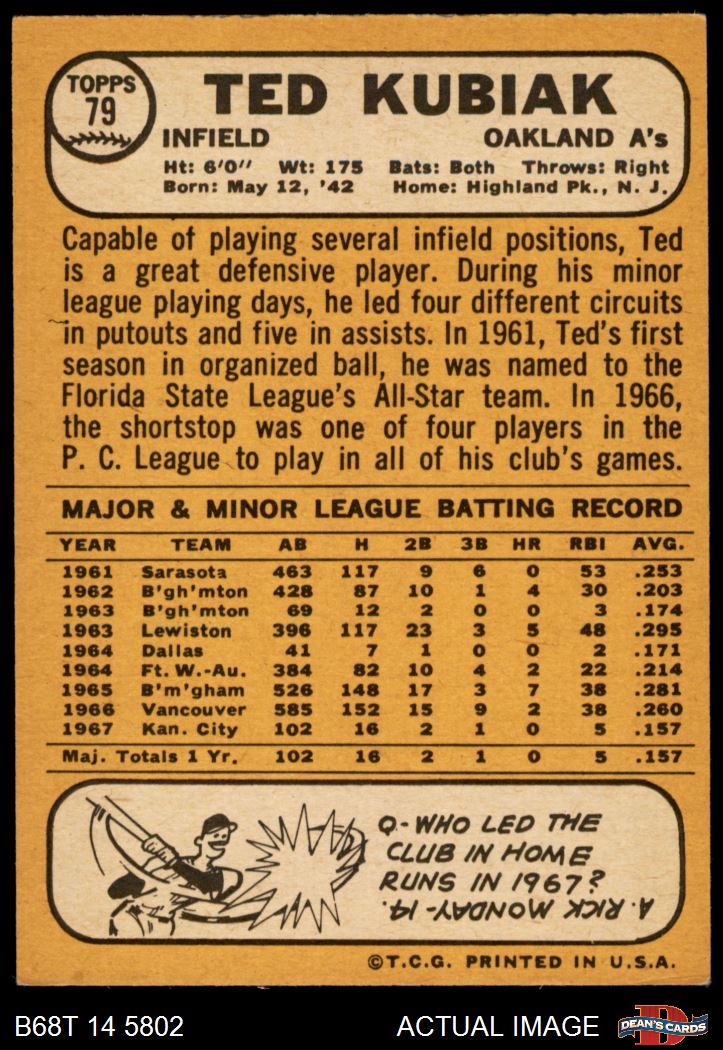 TOPPS
79
TED KUBIAK
INFIELD OAKLAND A's
Ht: 6'0" Wt: 175 Bats: Both Throws: Right
Born: May 12, '42 Home: Highland Pk., N. J.
Capable of playing several infield positions, Ted
is a great defensive player. During his minor
league playing days, he led four different circuits
in putouts and five in assists. In 1961, Ted's first
season in organized ball, he was named to the
Florida State League's All-Star team. In 1966,
the shortstop was one of four players in the
P. C. League to play in all of his club's games.
MAJOR & MINOR LEAGUE BATTING RECORD
YEAR TEAM AB H 2B 3B HR RBI AVG.
1961 Sarasota 463 117 9 6 0 53 .253
1962 B'gh'mton 428 87 10 1 4 30 .203
1963 B'gh'mton 69 12 2 0 0 3 .174
1963 Lewiston 396 117 23 3 5 48 .295
1964 Dallas 41 7 1 0 0 2 .171
1964 Ft. W.-Au. 384 82 10 4 2 22 .214
1965 B'm'gham 526 148 17 3 7 38 .281
1966 Vancouver 585 152 15 9 2 38 .260
1967 Kan. City 102 16 2 1 0 5 .157
Maj. Totals 1 Yr. 102 16 2 1 0 5 .157
Q-WHO LED THE
CLUB IN HOME
RUNS IN 1967?
A. RICK MONDAY-14.
©T.C.G. PRINTED IN U.S.A.
B68T 14 5802 ACTUAL IMAGE D DEAN'S CARDS